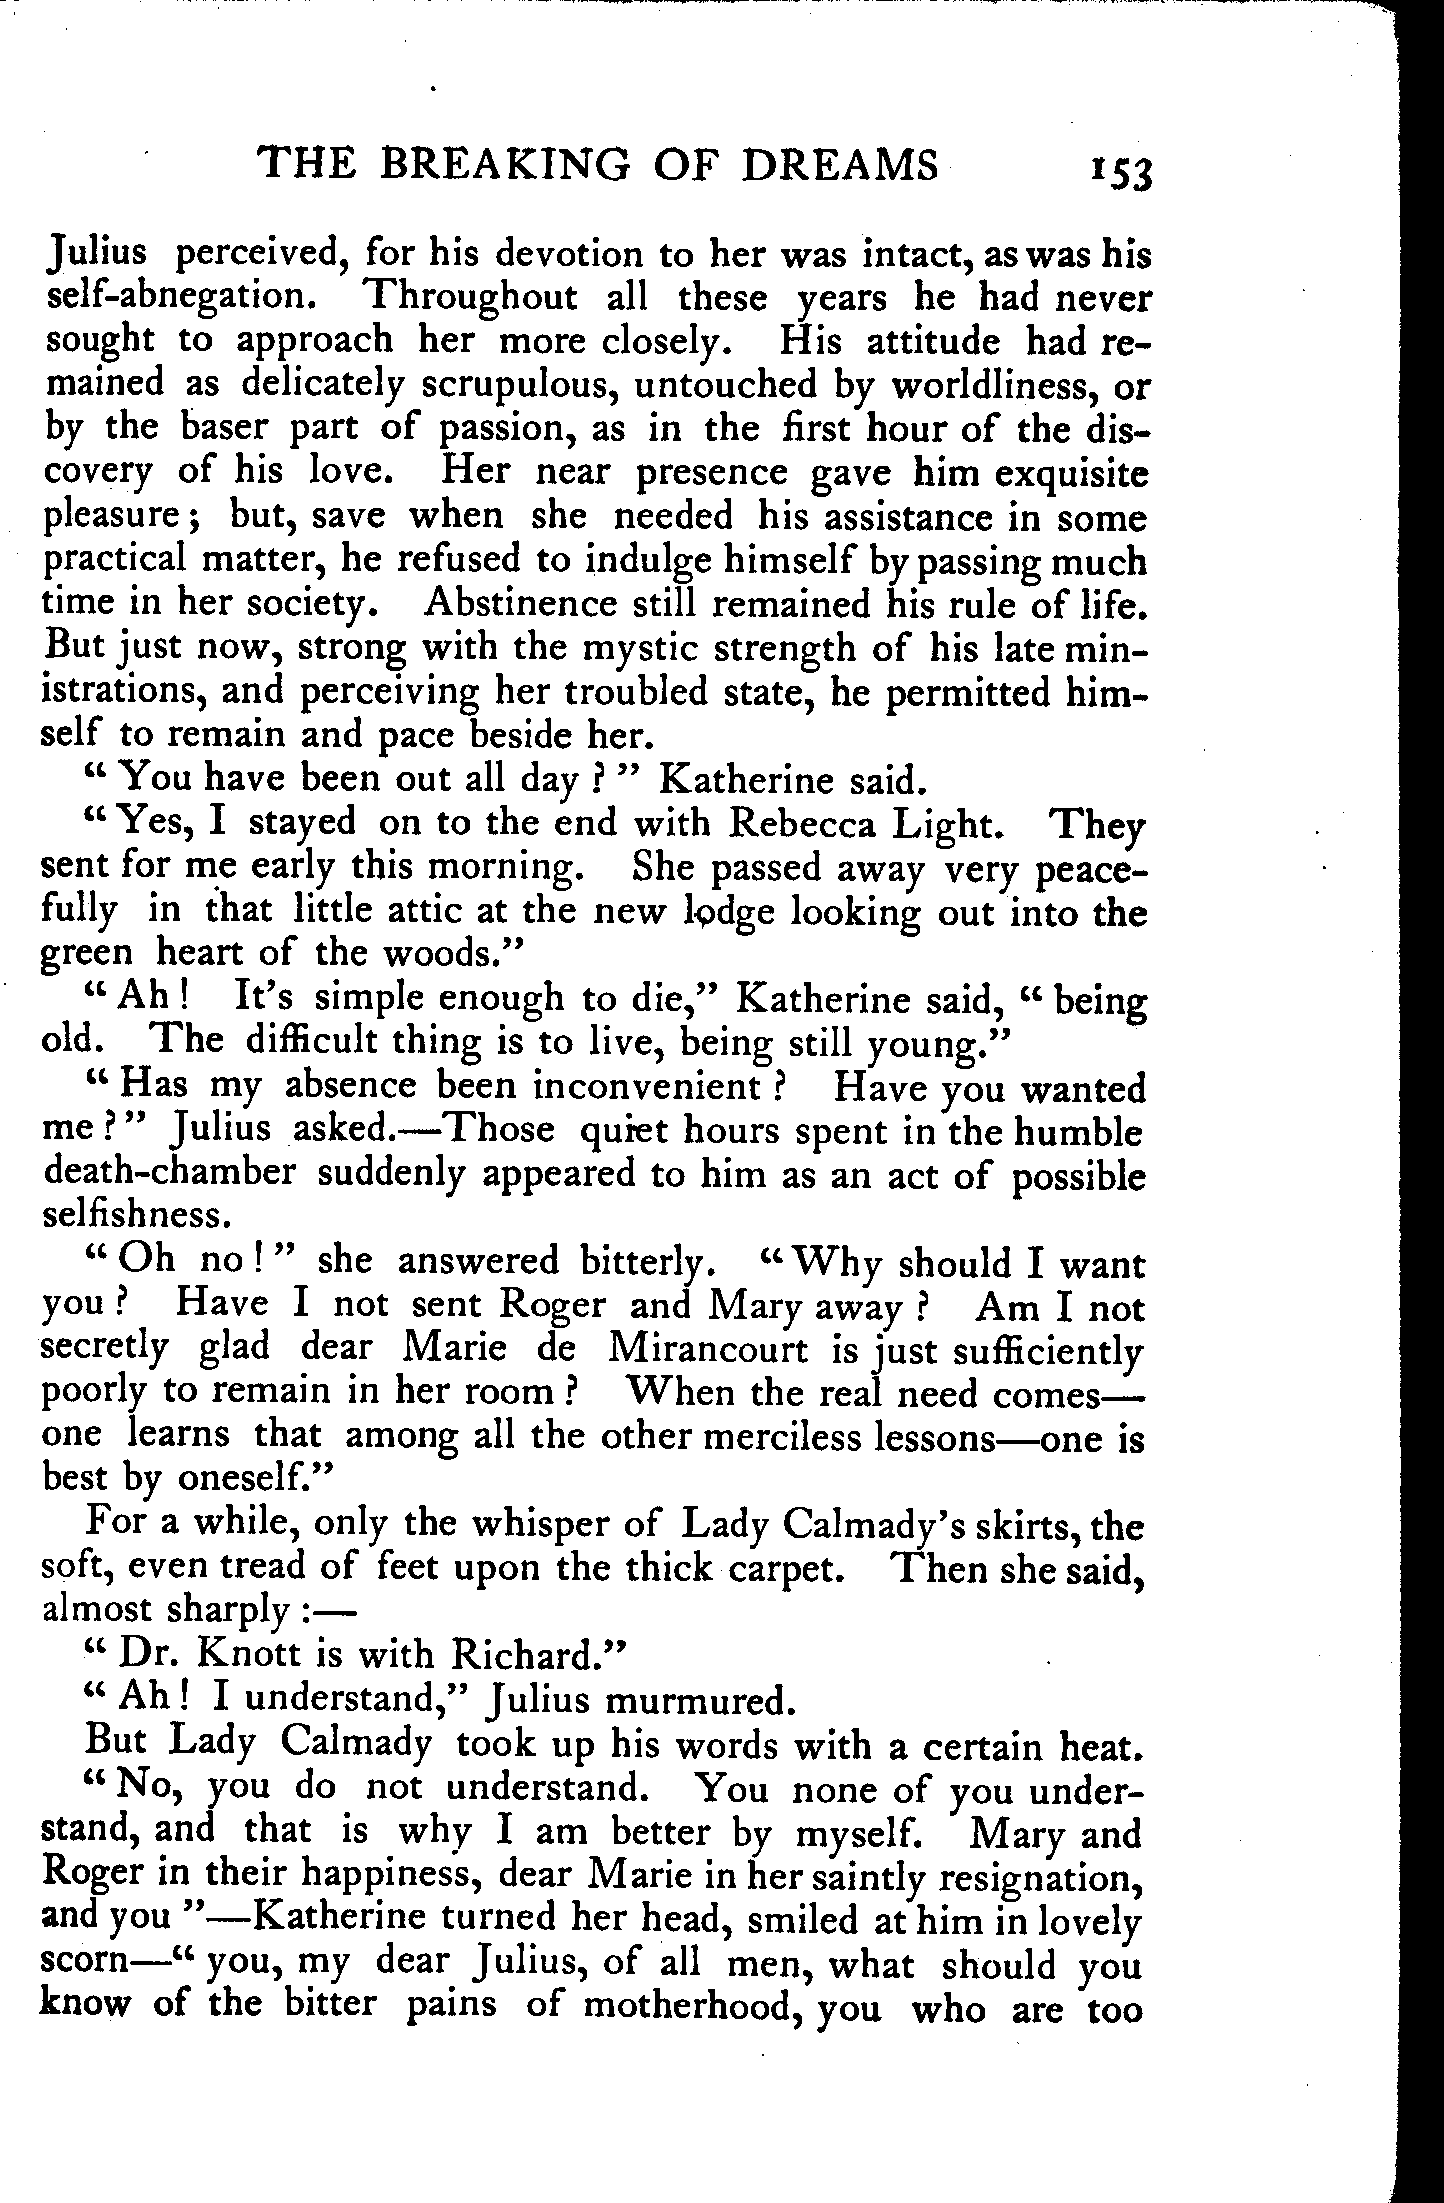 THE BREAKING OF DREAMS 153
Julius perceived, for his devotion to her was intact, as was his
self-abnegation. Throughout all these years he had never
sought to approach her more closely. His attitude had re-
mained as delicately scrupulous, untouched by worldliness, or
by the baser part of passion, as in the first hour of the dis-
covery of his love. Her near presence gave him exquisite
pleasure; but, save when she needed his assistance in some
practical matter, he refused to indulge himself by passing much
time in her society. Abstinence still remained his rule of life.
But just now, strong with the mystic strength of his late min-
istrations, and perceiving her troubled state, he permitted him-
self to remain and pace beside her.
“You have been out all day?” Katherine said.
“Yes, I stayed on to the end with Rebecca Light. They
sent for me early this morning. She passed away very peace-
fully in that little attic at the new lodge looking out into the
green heart of the woods.”
“Ah! It’s simple enough to die,” Katherine said, “being
old. The difficult thing is to live, being still young.”
“Has my absence been inconvenient? Have you wanted
me?” Julius asked.—Those quiet hours spent in the humble
death-chamber suddenly appeared to him as an act of possible
selfishness.
“Oh no!” she answered bitterly. “Why should I want
you? Have I not sent Roger and Mary away? Am I not
secretly glad dear Marie de Mirancourt is just sufficiently
poorly to remain in her room? When the real need comes—
one learns that among all the other merciless lessons—one is
best by oneself.”
For a while, only the whisper of Lady Calmady’s skirts, the
soft, even tread of feet upon the thick carpet. Then she said,
almost sharply:—
“Dr. Knott is with Richard.”
“Ah! I understand,” Julius murmured.
But Lady Calmady took up his words with a certain heat.
“No, you do not understand. You none of you under-
stand, and that is why I am better by myself. Mary and
Roger in their happiness, dear Marie in her saintly resignation,
and you”—Katherine turned her head, smiled at him in lovely
scorn—“you, my dear Julius, of all men, what should you
know of the bitter pains of motherhood, you who are too